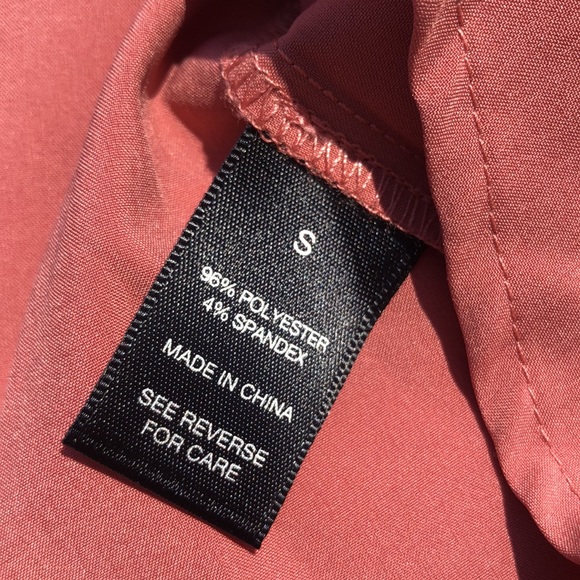 S
96% POLYESTER
4% SPANDEX
MADE IN CHINA
SEE REVERSE
FOR CARE